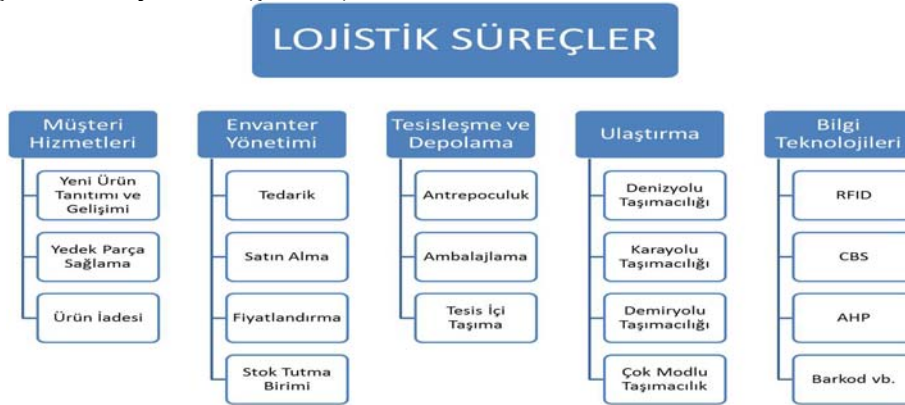 LOJİSTİK SÜREÇLER
Müşteri
Hizmetleri
Yeni Ürün
Tanıtımı ve
Gelişimi
Yedek Parça
Sağlama
Ürün İadesi
Envanter
Yönetimi
Tedarik
Satın Alma
Fiyatlandırma
Stok Tutma
Birimi
Tesisleşme ve
Depolama
Antrepoculuk
Ambalajlama
Tesis İçi
Taşıma
Ulaştırma
Denizyolu
Taşımacılığı
Karayolu
Taşımacılığı
Demiryolu
Taşımacılığı
Çok Modlu
Taşımacılık
Bilgi
Teknolojileri
RFID
CBS
AHP
Barkod vb.